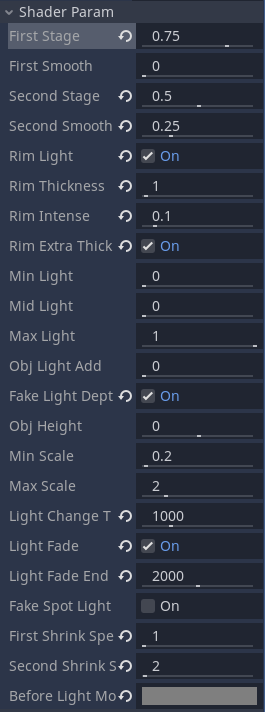 Shader Param
First Stage 0.75
First Smooth 0
Second Stage 0.5
Second Smooth 0.25
Rim Light On
Rim Thickness 1
Rim Intense 0.1
Rim Extra Thick On
Min Light 0
Mid Light 0
Max Light 1
Obj Light Add 0
Fake Light Dept On
Obj Height 0
Min Scale 0.2
Max Scale 2
Light Change T 1000
Light Fade On
Light Fade End 2000
Fake Spot Light On
First Shrink Spe 1
Second Shrink S 2
Before Light Mo